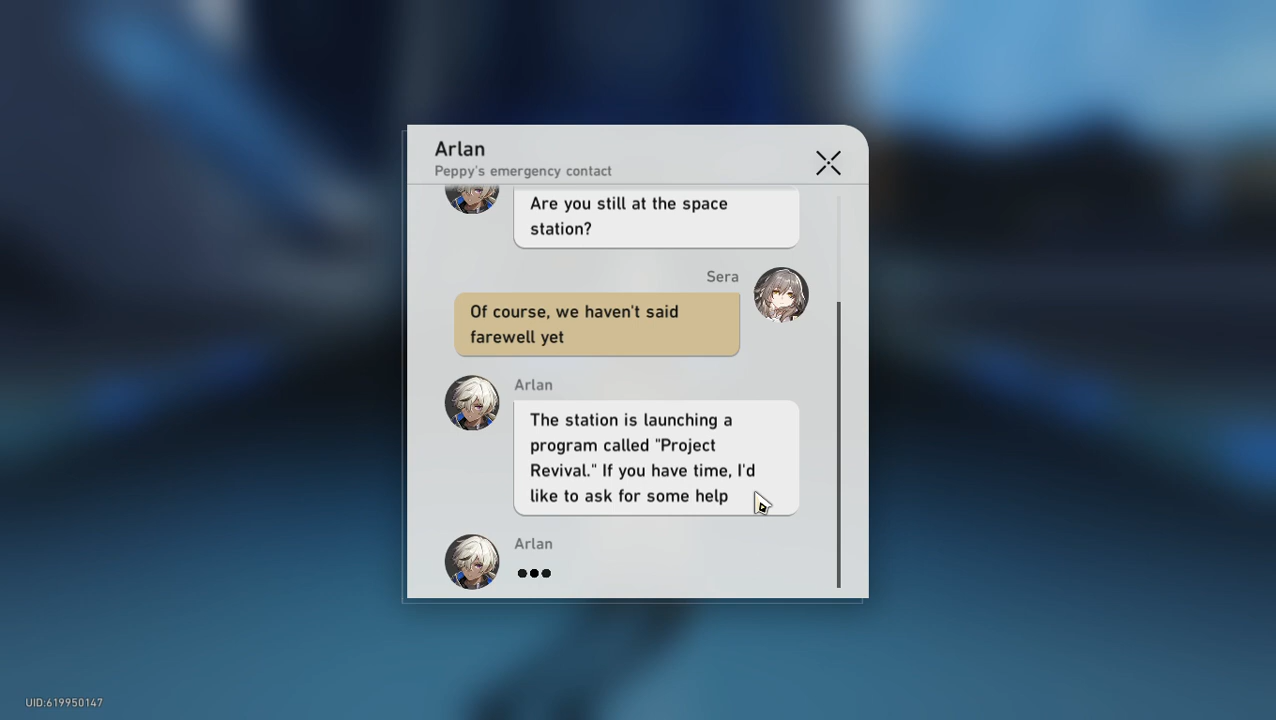 Arlan
Peppy's emergency contact
Are you still at the space
station?
Sera
Of course, we haven't said
farewell yet
Arlan
The station is launching a
program called "Project
Revival." If you have time, I'd
like to ask for some help
Arlan
●●●
UID:619950147